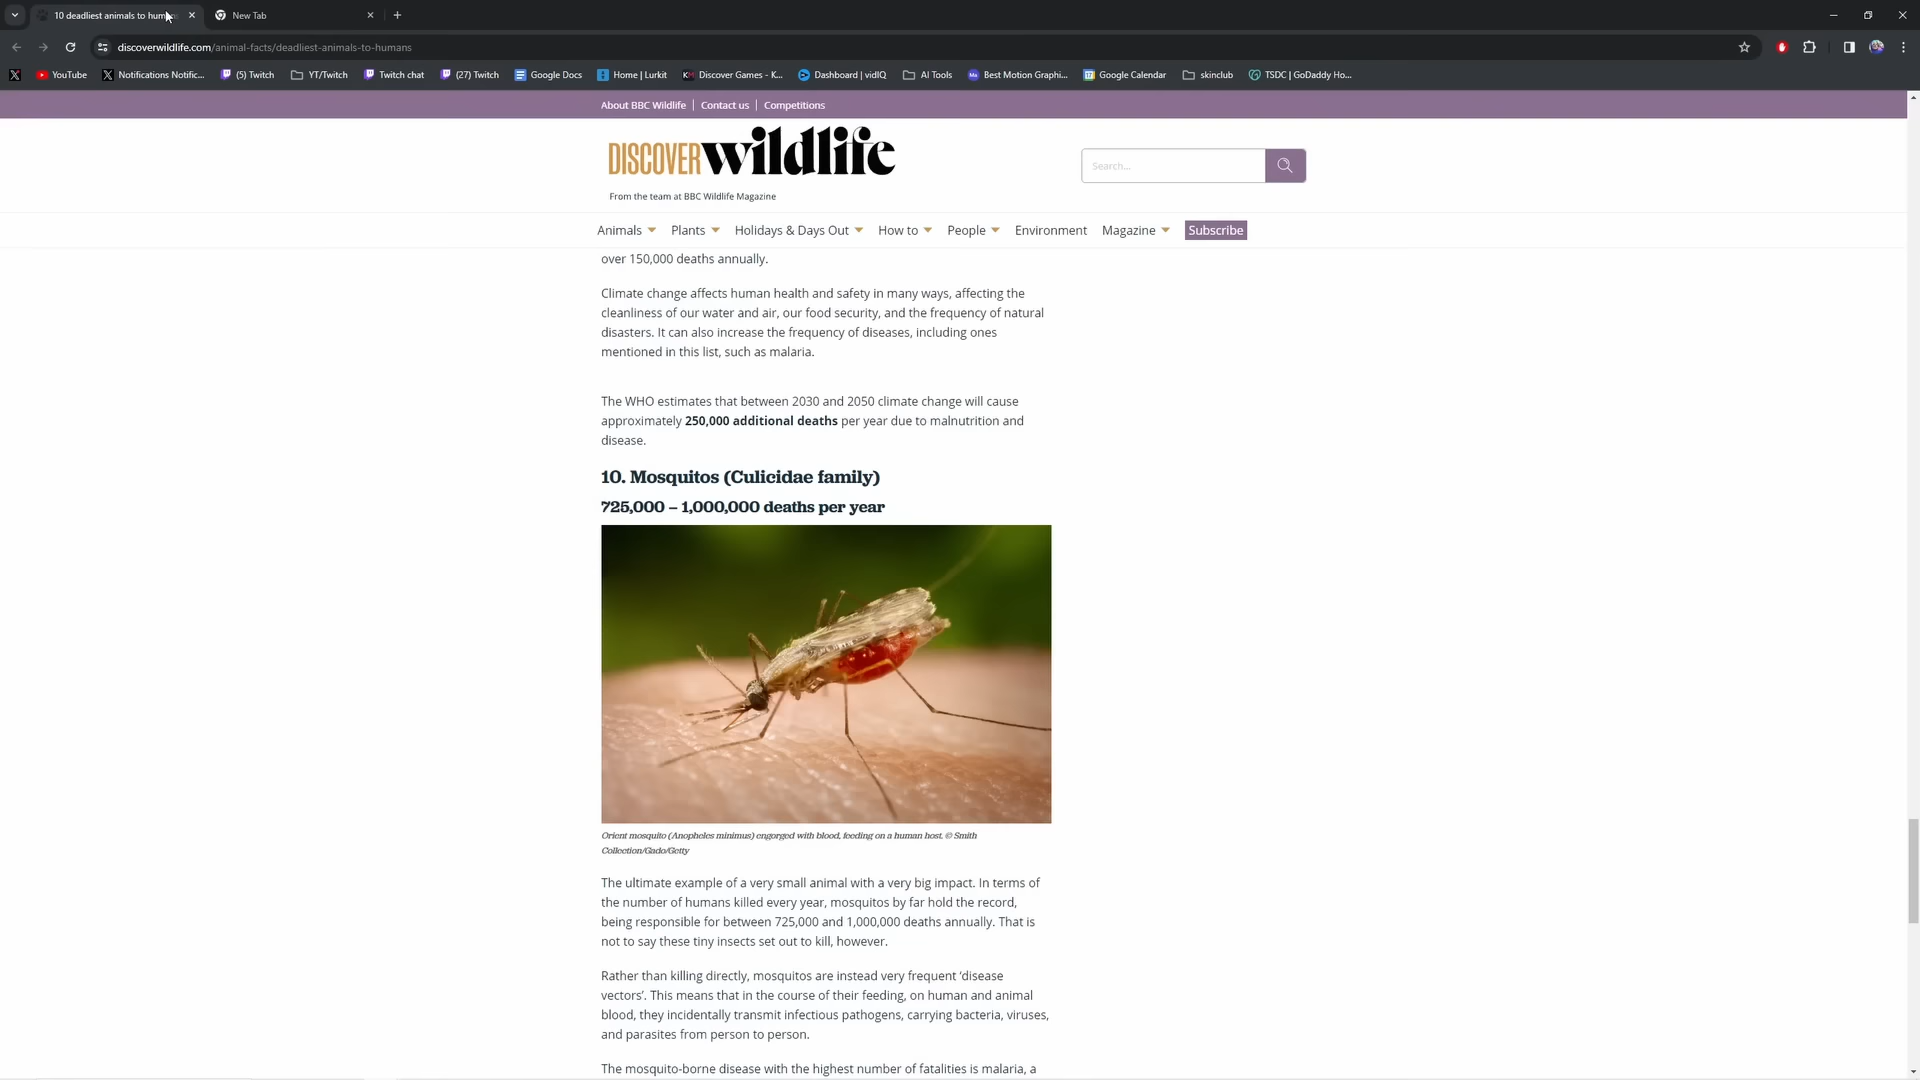 10 deadliest animals to hum
New Tab
discoverwildlife.com/animal-facts/deadliest-animals-to-humans
YouTube
Notifications Notific...
(5) Twitch
YT/Twitch
Twitch chat
(27) Twitch
Google Docs
Home | Lurkit
Discover Games - K...
Dashboard | vidIQ
AI Tools
Best Motion Graphi...
Google Calendar
skinclub
TSDC | GoDaddy Ho...
About BBC Wildlife | Contact us | Competitions
DISCOVER wildlife
From the team at BBC Wildlife Magazine
Search...
Animals Plants Holidays & Days Out How to People Environment Magazine Subscribe
over 150,000 deaths annually.
Climate change affects human health and safety in many ways, affecting the
cleanliness of our water and air, our food security, and the frequency of natural
disasters. It can also increase the frequency of diseases, including ones
mentioned in this list, such as malaria.
The WHO estimates that between 2030 and 2050 climate change will cause
approximately 250,000 additional deaths per year due to malnutrition and
disease.
10. Mosquitos (Culicidae family)
725,000 – 1,000,000 deaths per year
Orient mosquito (Anopheles minimus) engorged with blood, feeding on a human host. © Smith
Collection/Gado/Getty
The ultimate example of a very small animal with a very big impact. In terms of
the number of humans killed every year, mosquitos by far hold the record,
being responsible for between 725,000 and 1,000,000 deaths annually. That is
not to say these tiny insects set out to kill, however.
Rather than killing directly, mosquitos are instead very frequent ‘disease
vectors’. This means that in the course of their feeding, on human and animal
blood, they incidentally transmit infectious pathogens, carrying bacteria, viruses,
and parasites from person to person.
The mosquito-borne disease with the highest number of fatalities is malaria, a